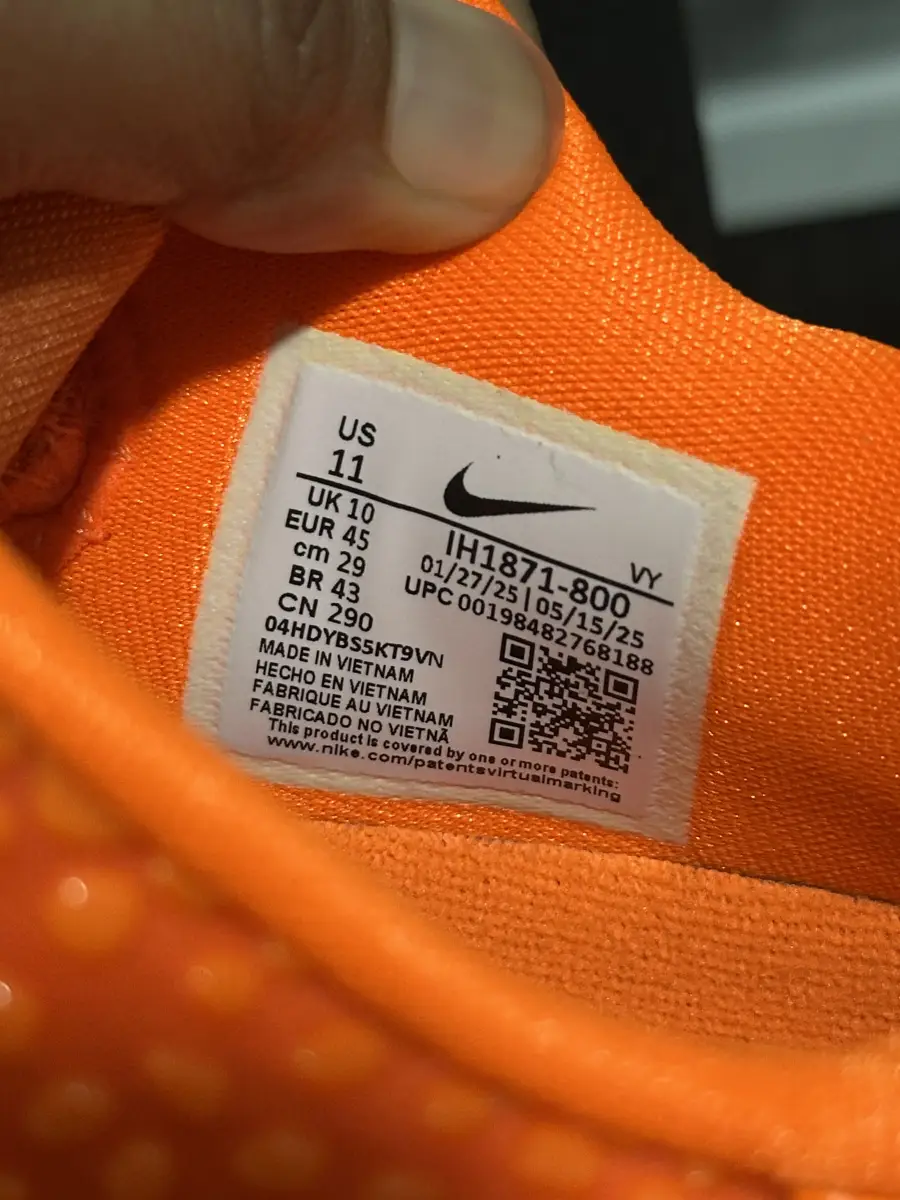 US
11
VY
UK 10
EUR 45
cm 29
BR 43
CN 290
IH1871-800
01/27/25 | 05/15/25
UPC 00198482768188
04HDYBS5KT9VN
MADE IN VIETNAM
HECHO EN VIETNAM
FABRIQUE AU VIETNAM
FABRICADO NO VIETNÃ
This product is covered by one or more patents:
www.nike.com/patentsvirtualmarking